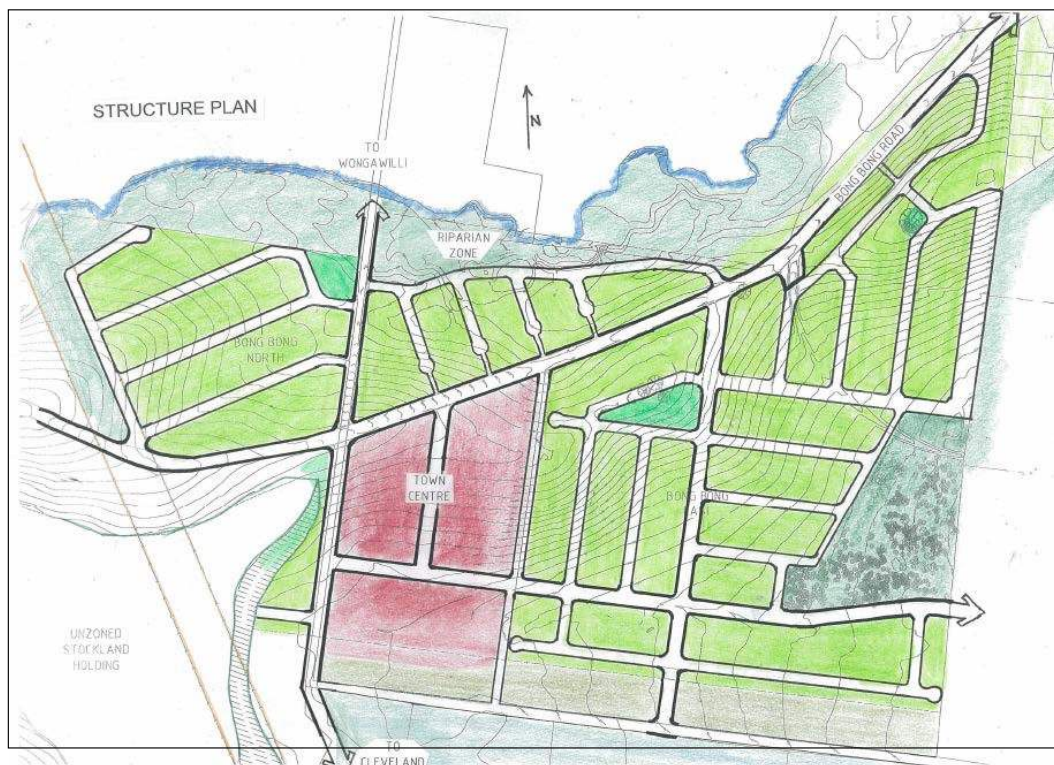 STRUCTURE PLAN
N
TO
WONGAWILLI
BONG BONG ROAD
RIPARIAN
ZONE
BONG BONG
NORTH
TOWN
CENTRE
BONG BONG
UNZONED
STOCKLAND
HOLDING
TO
CLEVELAND